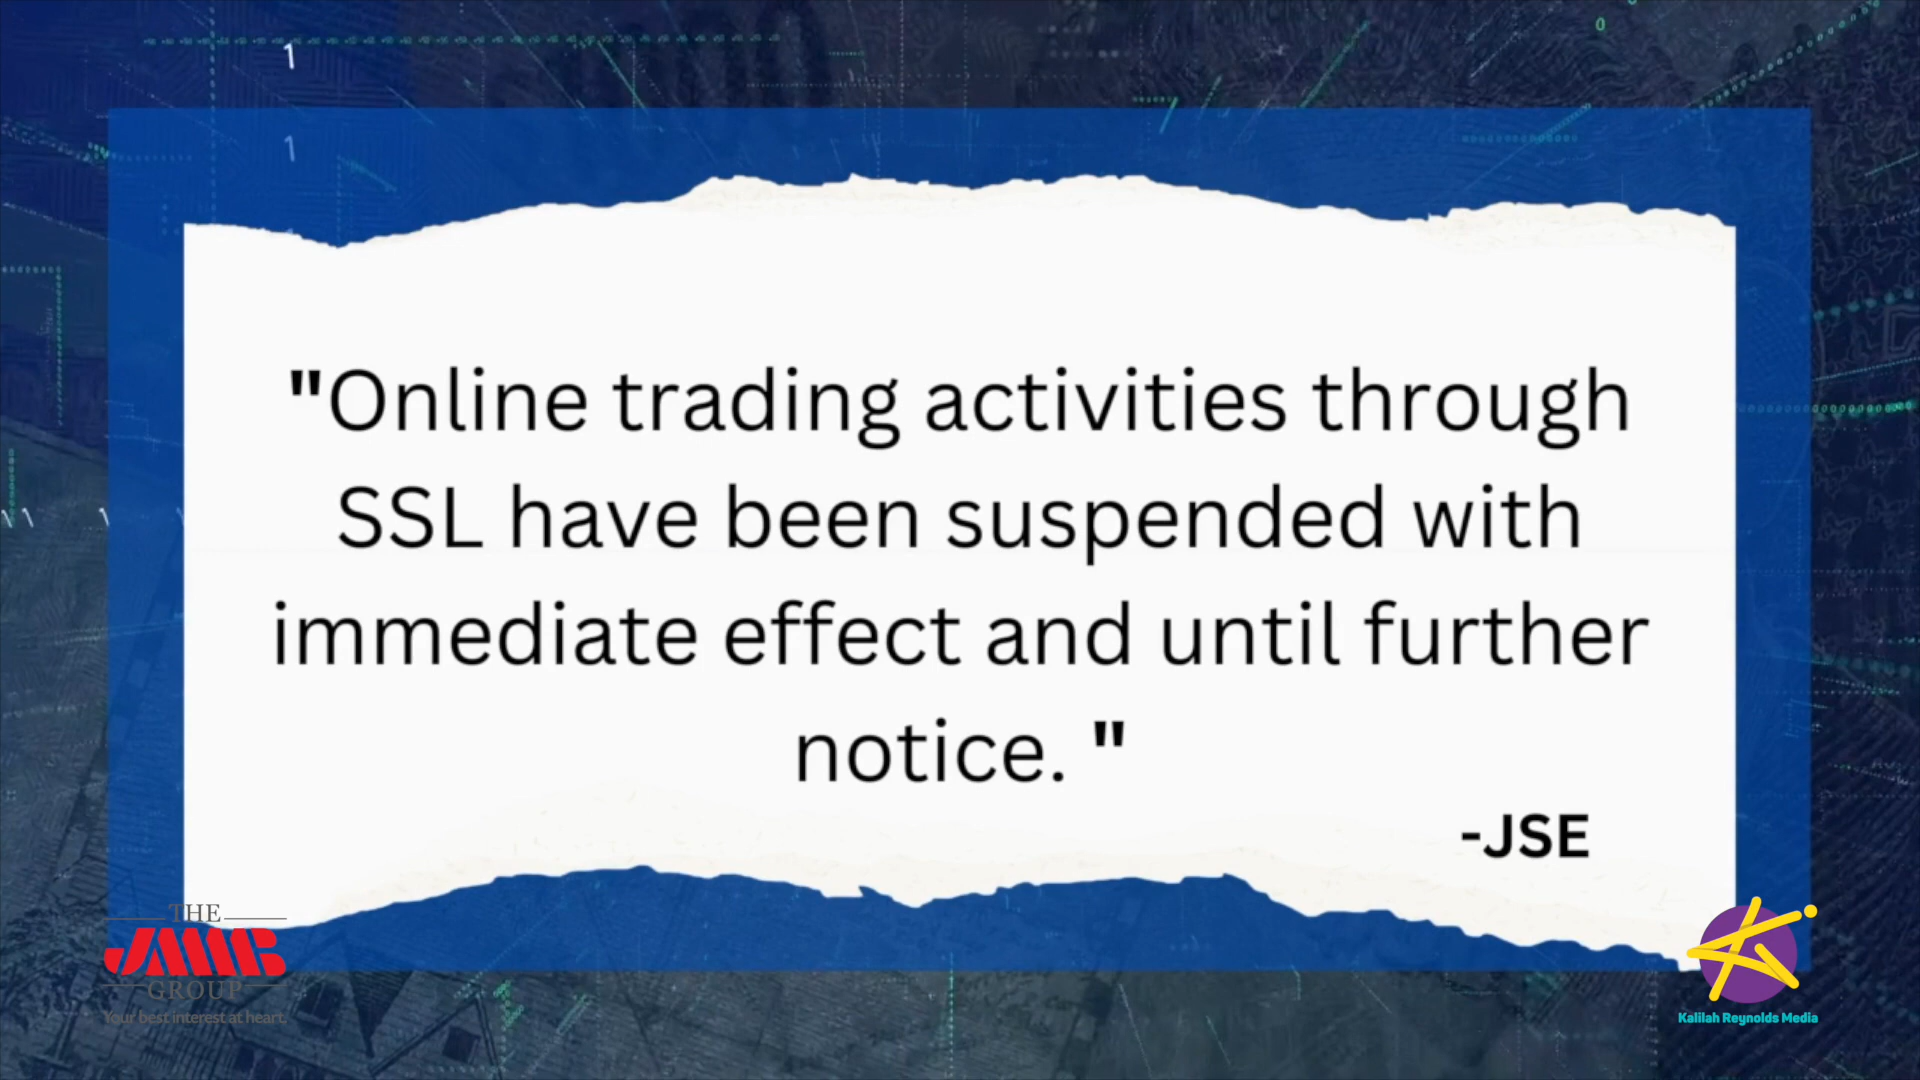 "Online trading activities through
SSL have been suspended with
immediate effect and until further
notice. "
-JSE
THE
JMMB
GROUP
Your best interest at heart.
Kalilah Reynolds Media